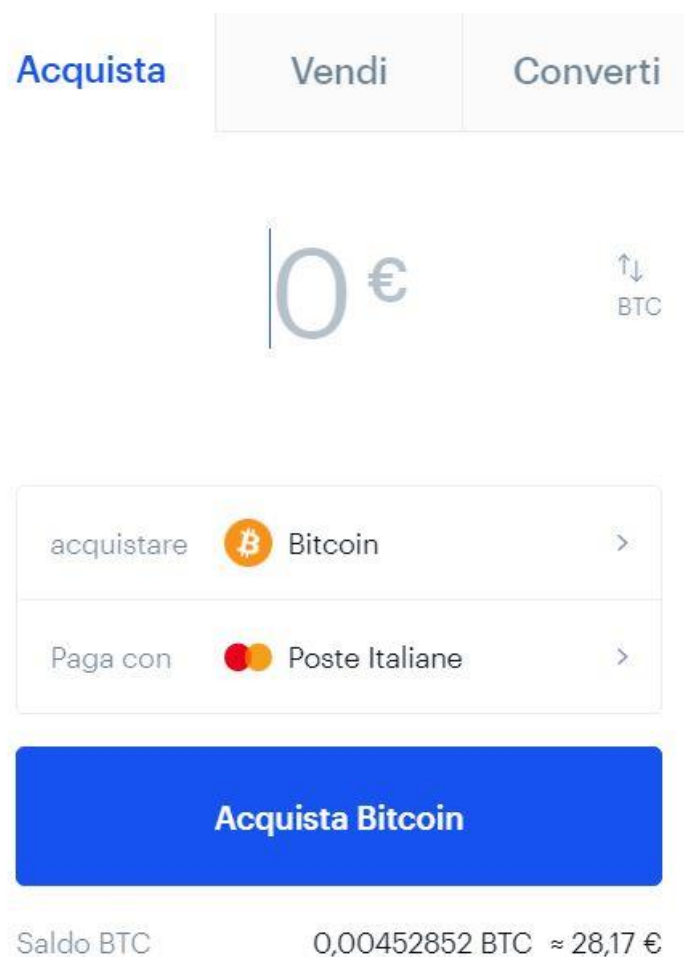 Acquista Vendi Converti
0 €
BTC
acquistare Bitcoin
Paga con Poste Italiane
Acquista Bitcoin
Saldo BTC 0,00452852 BTC ≈ 28,17 €